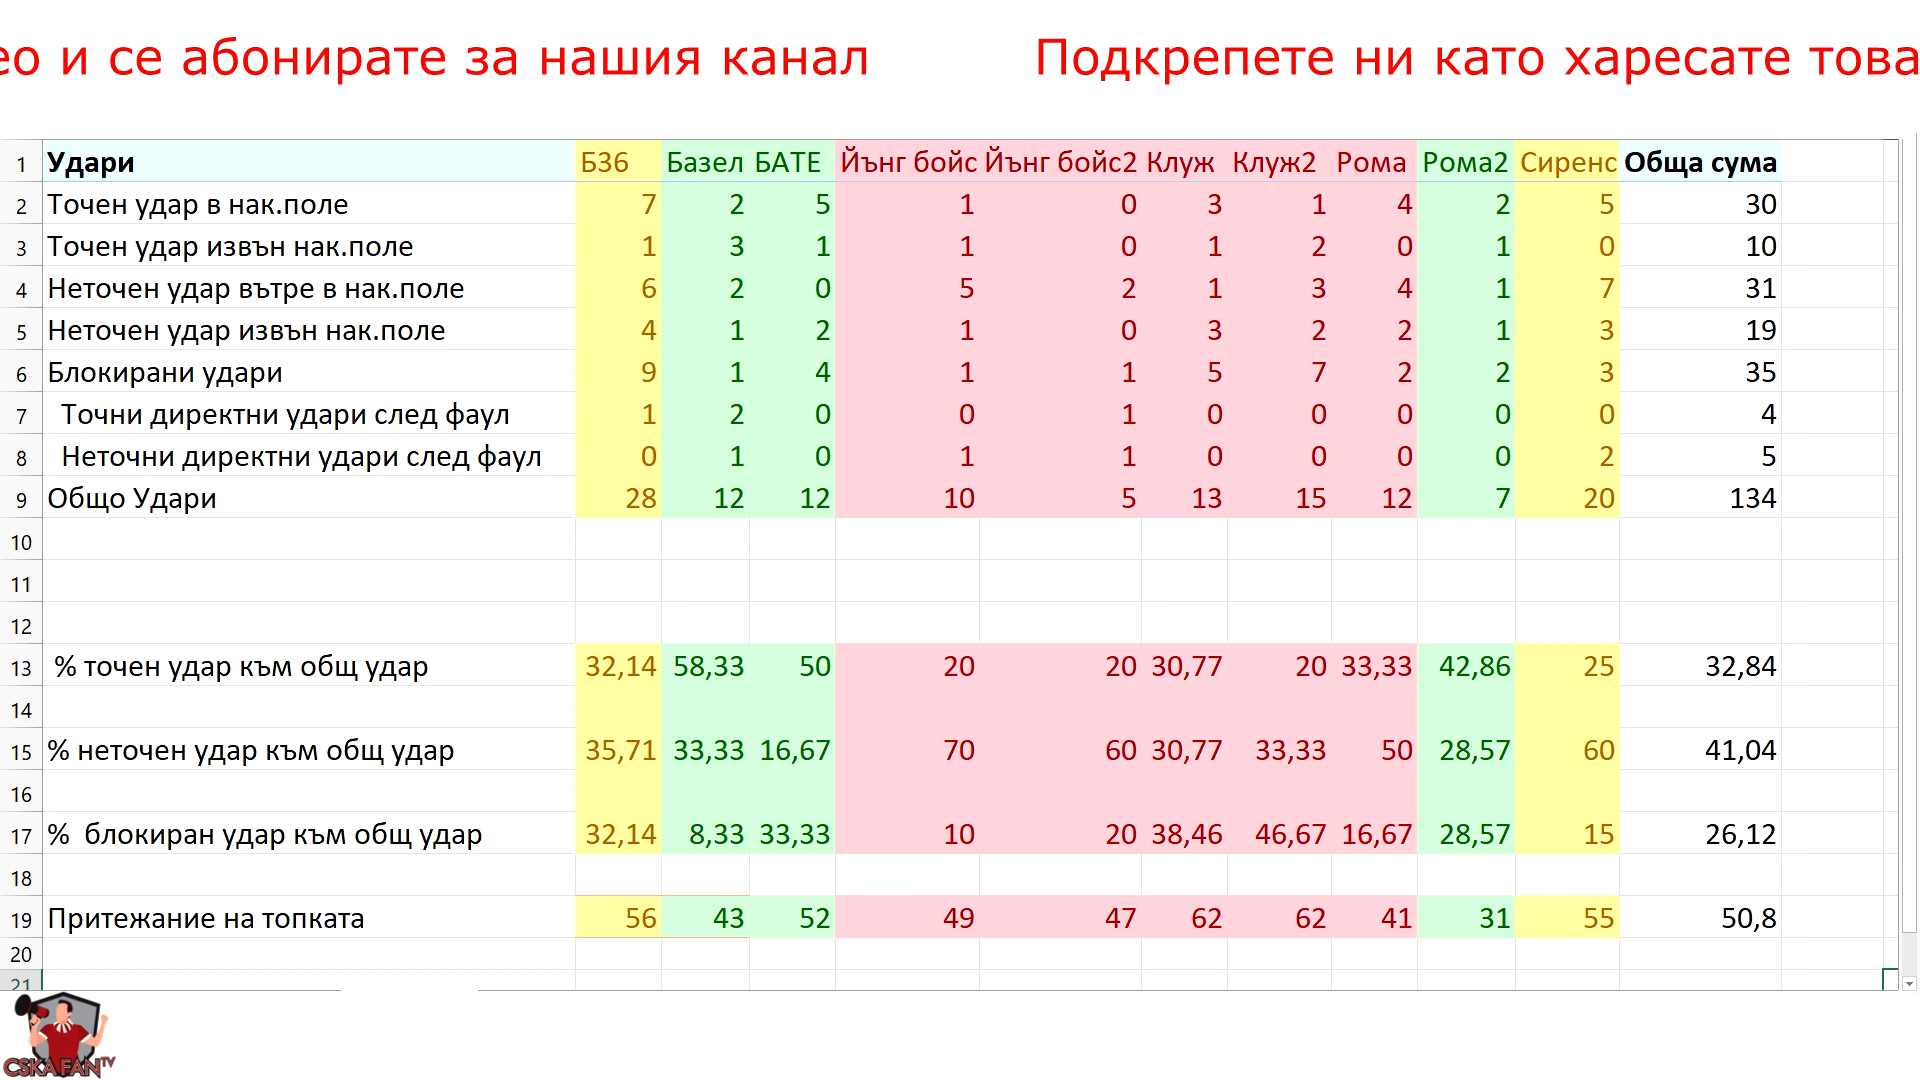 ео и се абонирате за нашия канал Подкрепете ни като харесате това
1 Удари Б36 Базел БАТЕ Йънг бойс Йънг бойс2 Клуж Клуж2 Рома Рома2 Сиренс Обща сума
2 Точен удар в нак.поле 7 2 5 1 0 3 1 4 2 5 30
3 Точен удар извън нак.поле 1 3 1 1 0 1 2 0 1 0 10
4 Неточен удар вътре в нак.поле 6 2 0 5 2 1 3 4 1 7 31
5 Неточен удар извън нак.поле 4 1 2 1 0 3 2 2 1 3 19
6 Блокирани удари 9 1 4 1 1 5 7 2 2 3 35
7 Точни директни удари след фаул 1 2 0 0 1 0 0 0 0 0 4
8 Неточни директни удари след фаул 0 1 0 1 1 0 0 0 0 2 5
9 Общо Удари 28 12 12 10 5 13 15 12 7 20 134
10
11
12
13 % точен удар към общ удар 32,14 58,33 50 20 20 30,77 20 33,33 42,86 25 32,84
14
15 % неточен удар към общ удар 35,71 33,33 16,67 70 60 30,77 33,33 50 28,57 60 41,04
16
17 % блокиран удар към общ удар 32,14 8,33 33,33 10 20 38,46 46,67 16,67 28,57 15 26,12
18
19 Притежание на топката 56 43 52 49 47 62 62 41 31 55 50,8
20
21
CSKA FAN TV